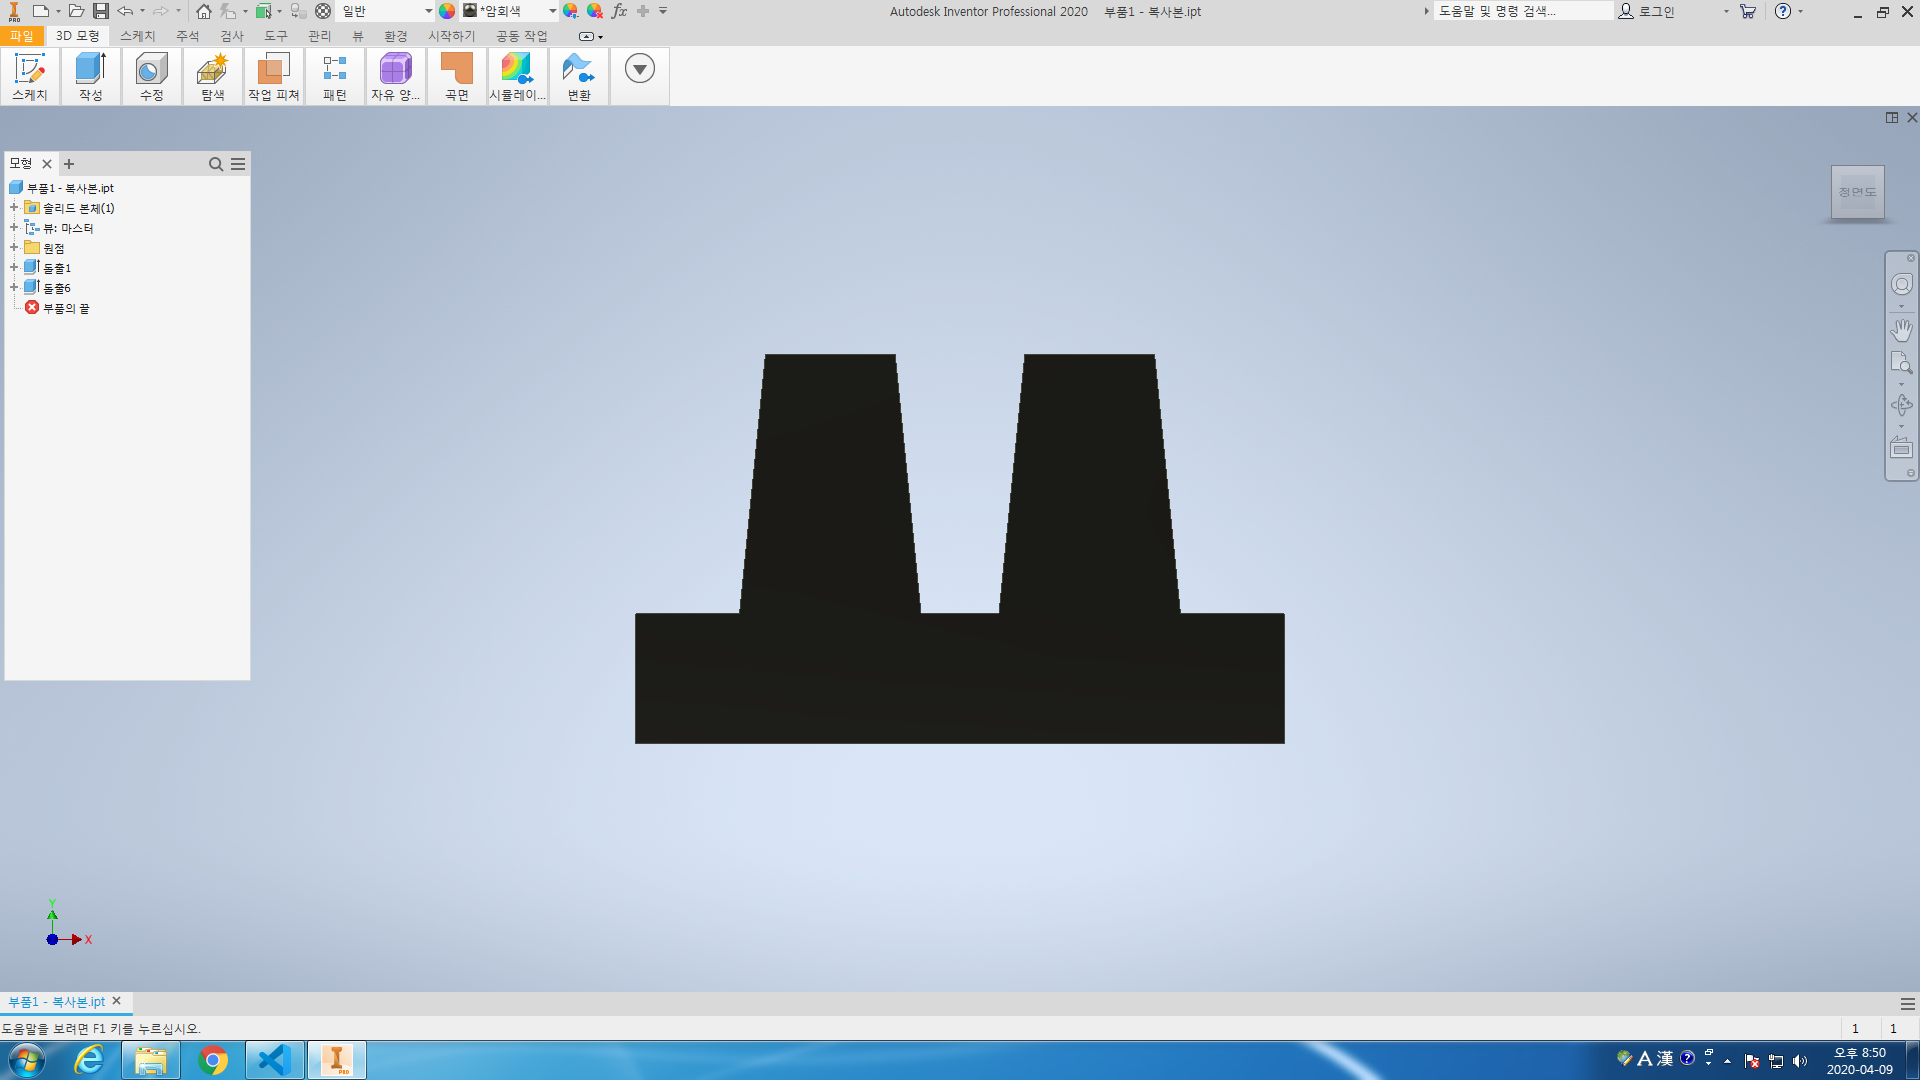 일반
*암회색
fx
Autodesk Inventor Professional 2020 부품1 - 복사본.ipt
도움말 및 명령 검색...
로그인
PRO
파일 3D 모형 스케치 주석 검사 도구 관리 뷰 환경 시작하기 공동 작업
스케치 작성 수정 탐색 작업 피쳐 패턴 자유 양... 곡면 시뮬레이... 변환
모형
부품1 - 복사본.ipt
솔리드 본체(1)
뷰: 마스터
원점
돌출1
돌출6
부품의 끝
정면도
Y
X
부품1 - 복사본.ipt
도움말을 보려면 F1 키를 누르십시오.
1 1
PRO
A 漢
오후 8:50
2020-04-09